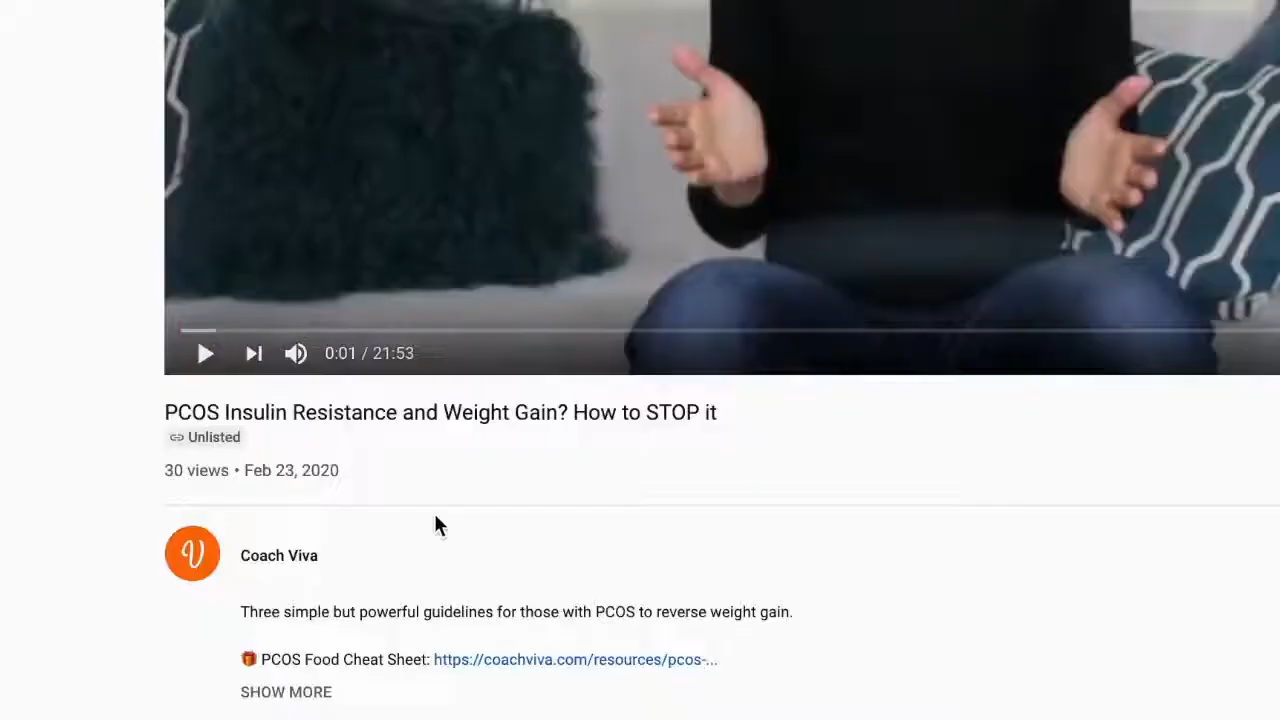 0:01 / 21:53
PCOS Insulin Resistance and Weight Gain? How to STOP it
Unlisted
30 views • Feb 23, 2020
V
Coach Viva
Three simple but powerful guidelines for those with PCOS to reverse weight gain.
🎁 PCOS Food Cheat Sheet: https://coachviva.com/resources/pcos-...
SHOW MORE